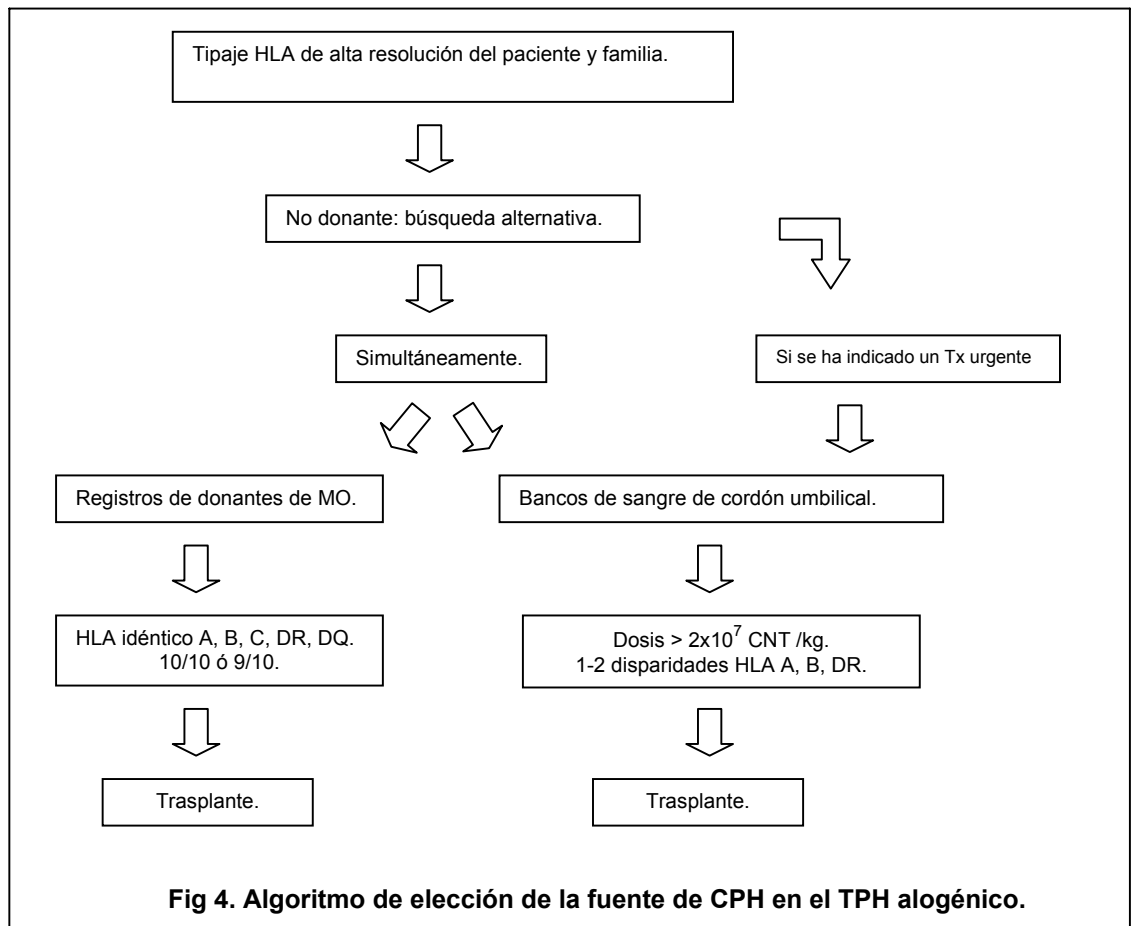 Tipaje HLA de alta resolución del paciente y familia.
No donante: búsqueda alternativa.
Simultáneamente.
Si se ha indicado un Tx urgente
Registros de donantes de MO.
Bancos de sangre de cordón umbilical.
HLA idéntico A, B, C, DR, DQ.
10/10 ó 9/10.
Dosis > 2x10⁷ CNT /kg.
1-2 disparidades HLA A, B, DR.
Trasplante.
Trasplante.
Fig 4. Algoritmo de elección de la fuente de CPH en el TPH alogénico.